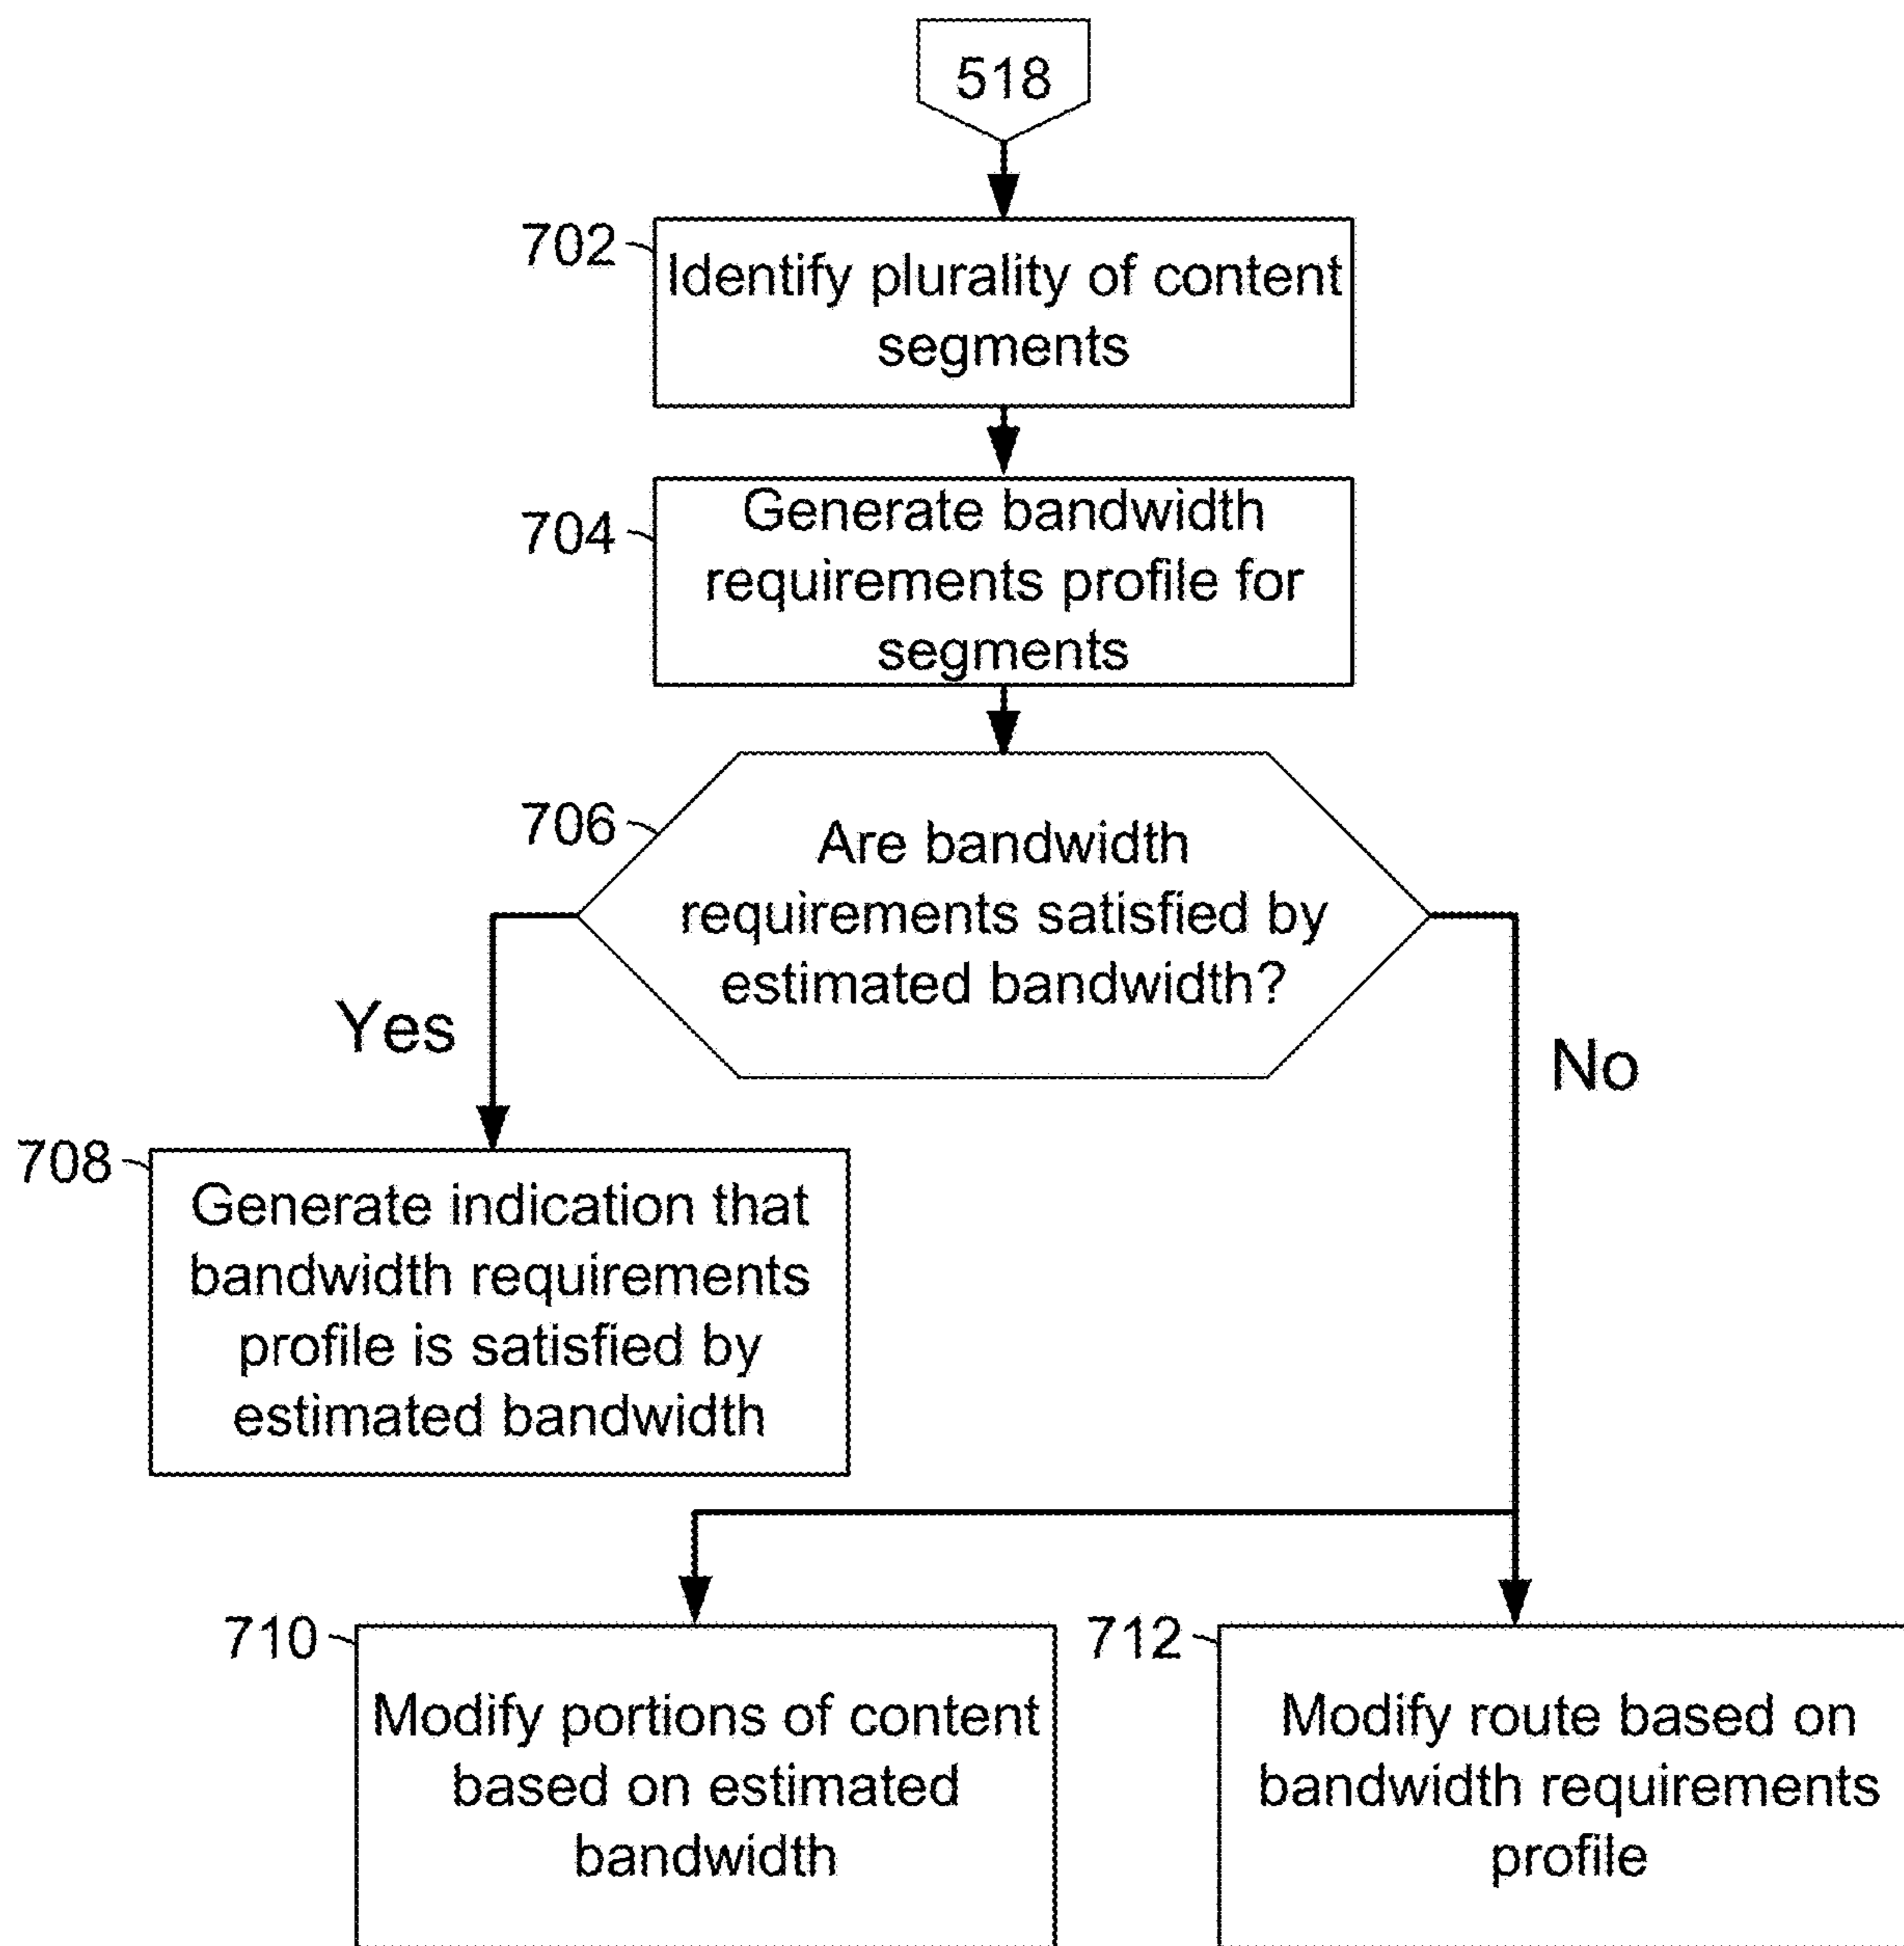 518
702
Identify plurality of content
segments
704
Generate bandwidth
requirements profile for
segments
706
Are bandwidth
requirements satisfied by
estimated bandwidth?
Yes
No
708
Generate indication that
bandwidth requirements
profile is satisfied by
estimated bandwidth
710
Modify portions of content
based on estimated
bandwidth
712
Modify route based on
bandwidth requirements
profile